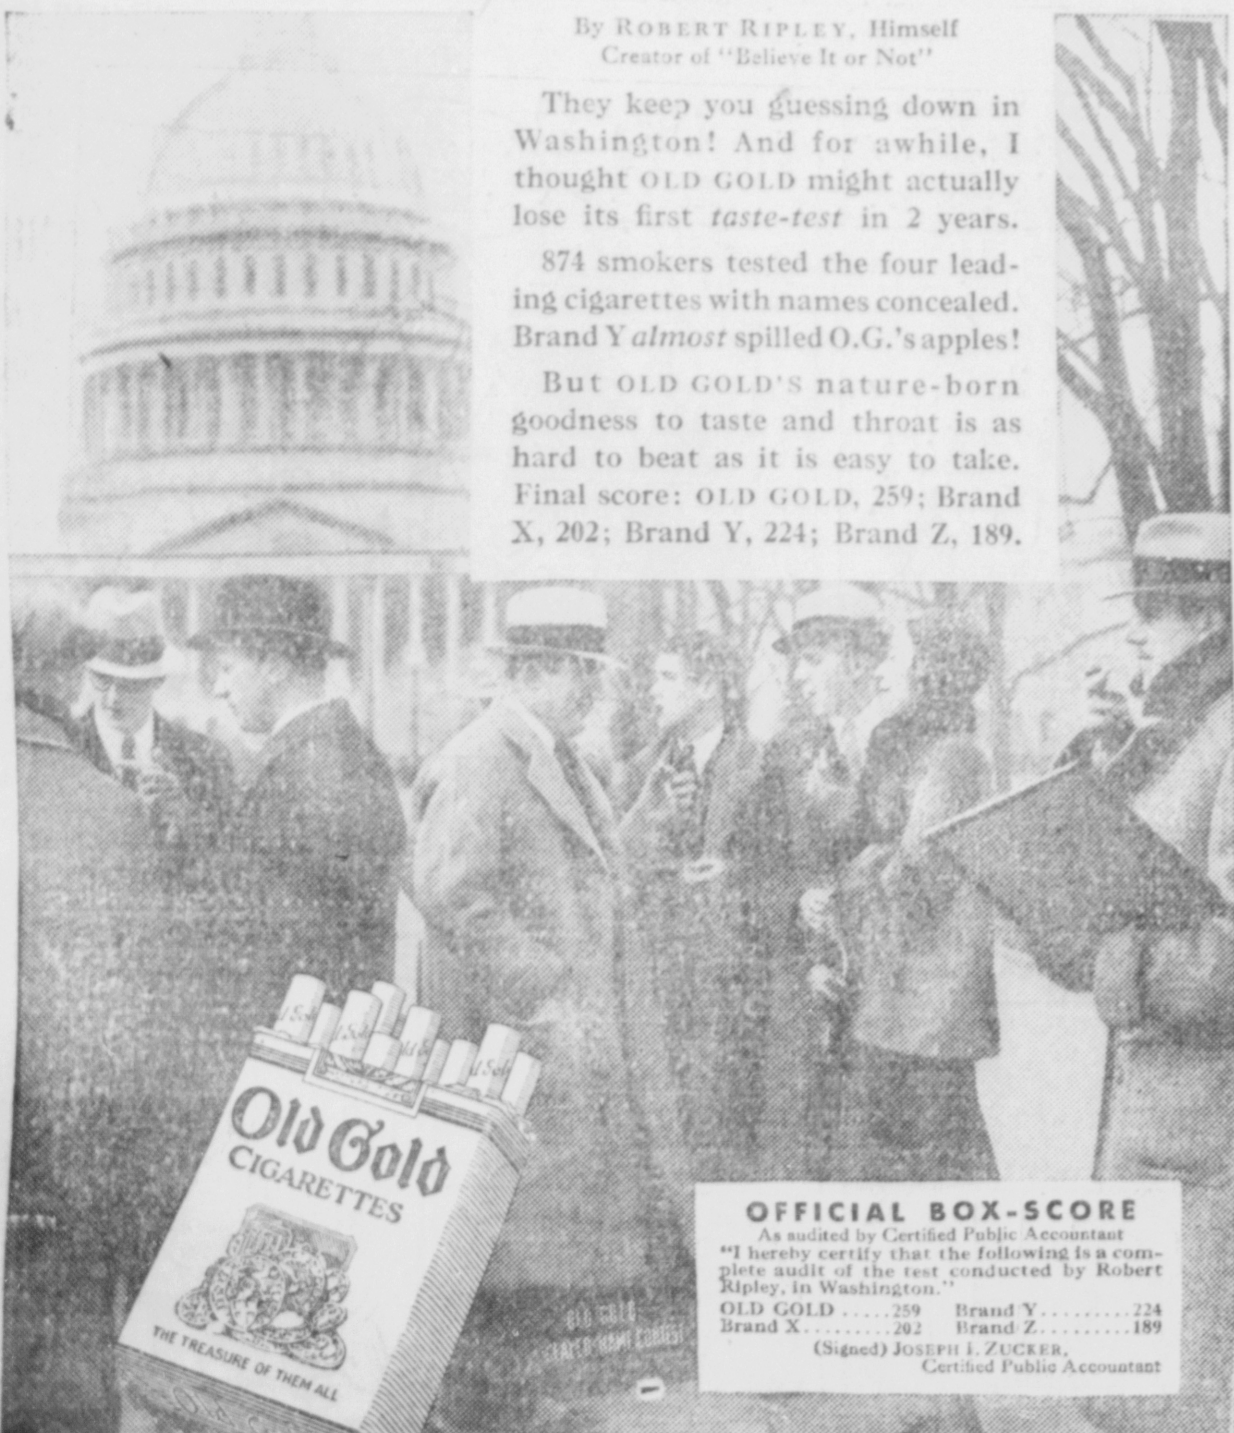 By ROBERT RIPLEY, Himself
Creator of "Believe It or Not"
They keep you guessing down in
Washington! And for awhile, I
thought OLD GOLD might actually
lose its first taste-test in 2 years.
874 smokers tested the four lead-
ing cigarettes with names concealed.
Brand Y almost spilled O.G.'s apples!
But OLD GOLD'S nature-born
goodness to taste and throat is as
hard to beat as it is easy to take.
Final score: OLD GOLD, 259; Brand
X, 202; Brand Y, 224; Brand Z, 189.
Old Gold
CIGARETTES
THE TREASURE OF THEM ALL
OFFICIAL BOX-SCORE
As audited by Certified Public Accountant
"I hereby certify that the following is a com-
plete audit of the test conducted by Robert
Ripley, in Washington."
OLD GOLD .....259 Brand Y.........224
Brand X.........202 Brand Z.........189
(Signed) JOSEPH I. ZUCKER,
Certified Public Accountant
OLD GOLD